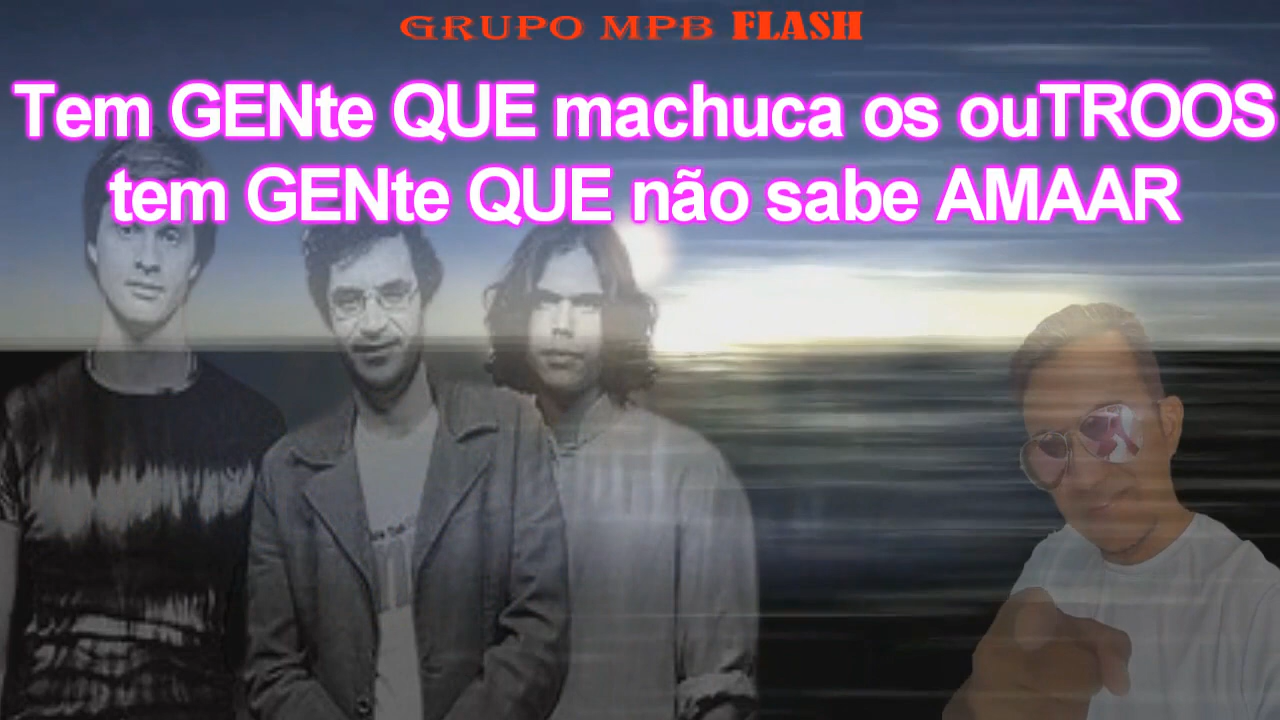 GRUPO MPB FLASH
Tem GENte QUE machuca os ouTROOS
tem GENte QUE não sabe AMAAR